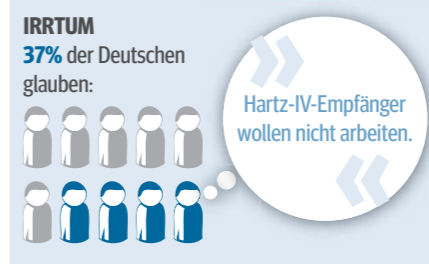 IRRTUM
37% der Deutschen
glauben:
Hartz-IV-Empfänger
wollen nicht arbeiten.